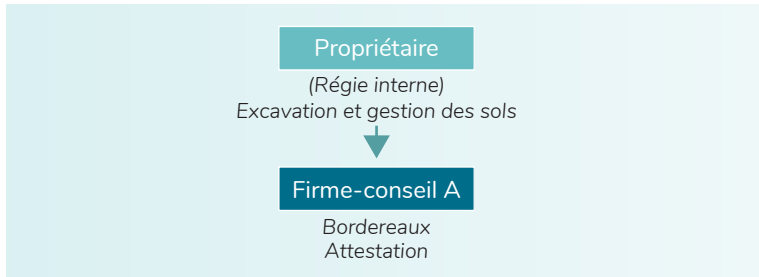 Propriétaire
(Régie interne)
Excavation et gestion des sols
Firme-conseil A
Bordereaux
Attestation